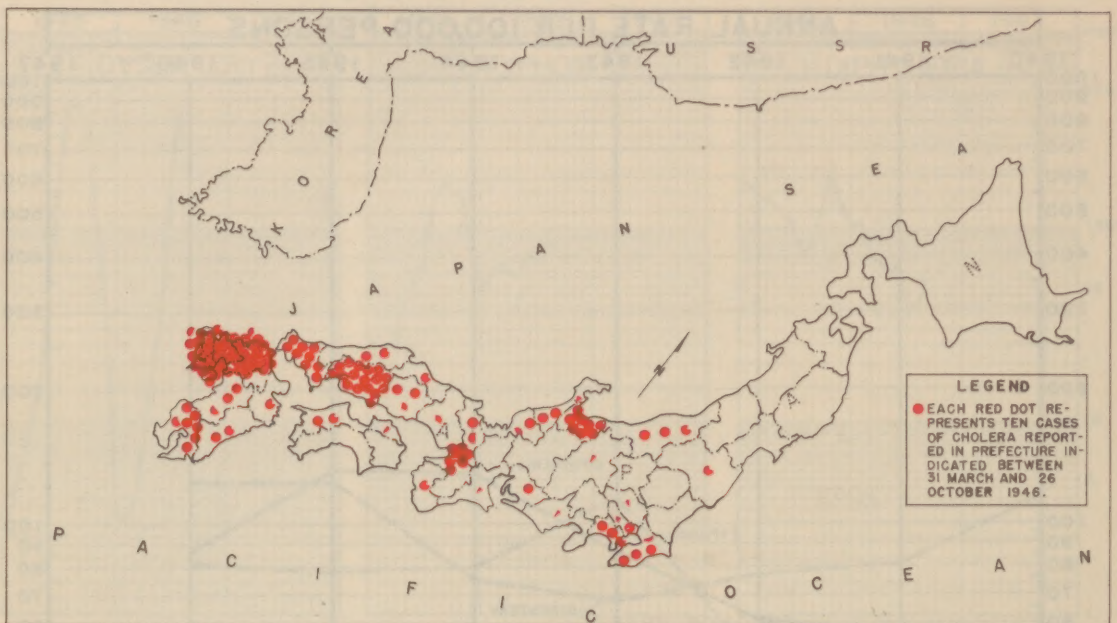 U S S R
K O R E A
J A P A N S E A
A P A N
N
LEGEND
EACH RED DOT RE-
PRESENTS TEN CASES
OF CHOLERA REPORT-
ED IN PREFECTURE IN-
DICATED BETWEEN
31 MARCH AND 26
OCTOBER 1946.
P A C I F I C O C E A N